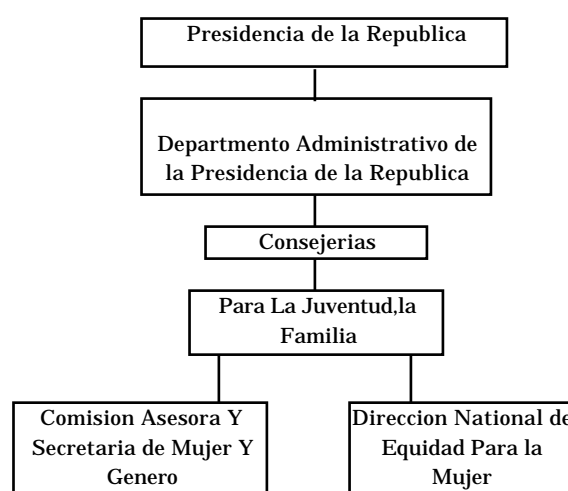 Presidencia de la Republica
Departmento Administrativo de
la Presidencia de la Republica
Consejerias
Para La Juventud,la
Familia
Comision Asesora Y
Secretaria de Mujer Y
Genero
Direccion National de
Equidad Para la
Mujer